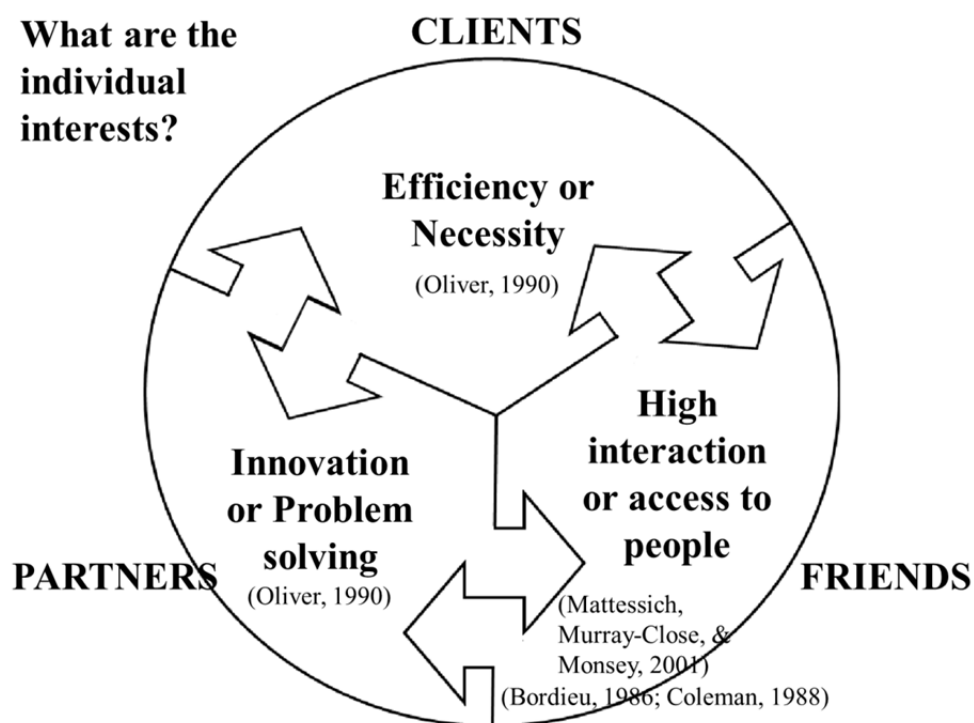 What are the
individual
interests?
CLIENTS
Efficiency or
Necessity
(Oliver, 1990)
High
interaction
or access to
people
Innovation
or Problem
solving
(Oliver, 1990)
PARTNERS
FRIENDS
(Mattessich,
Murray-Close, &
Monsey, 2001)
(Bordieu, 1986; Coleman, 1988)